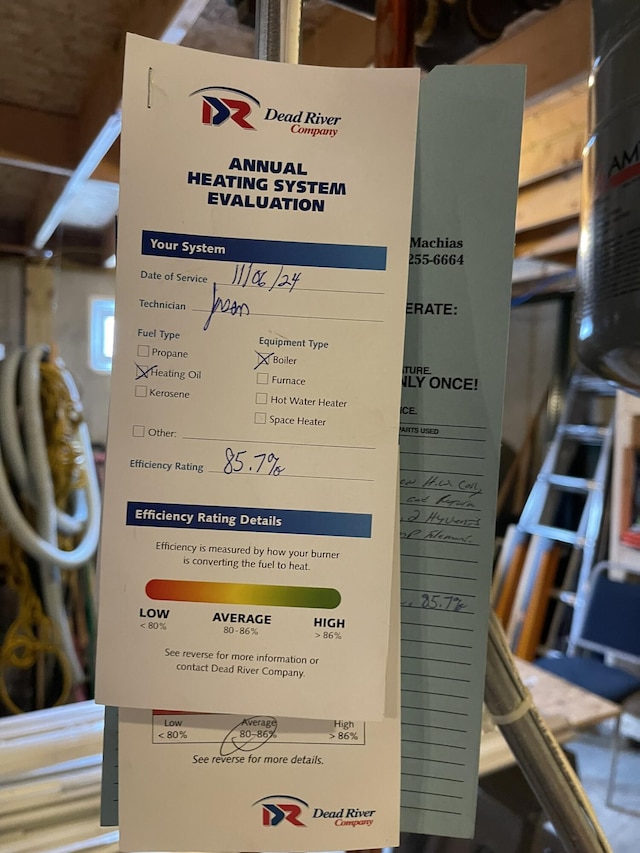 Dead River
Company
ANNUAL
HEATING SYSTEM
EVALUATION
Your System
Date of Service 11/06/24
Technician Jason
Fuel Type
Propane
Heating Oil
Kerosene
Equipment Type
Boiler
Furnace
Hot Water Heater
Space Heater
Other:
Efficiency Rating 85.7%
Efficiency Rating Details
Efficiency is measured by how your burner
is converting the fuel to heat.
LOW AVERAGE HIGH
< 80% 80-86% > 86%
See reverse for more information or
contact Dead River Company.
Low Average High
< 80% 80-86% > 86%
See reverse for more details.
Dead River
Company
Machias
255-6664
ERATE:
NLY ONCE!
PARTS USED
85.7%
AM